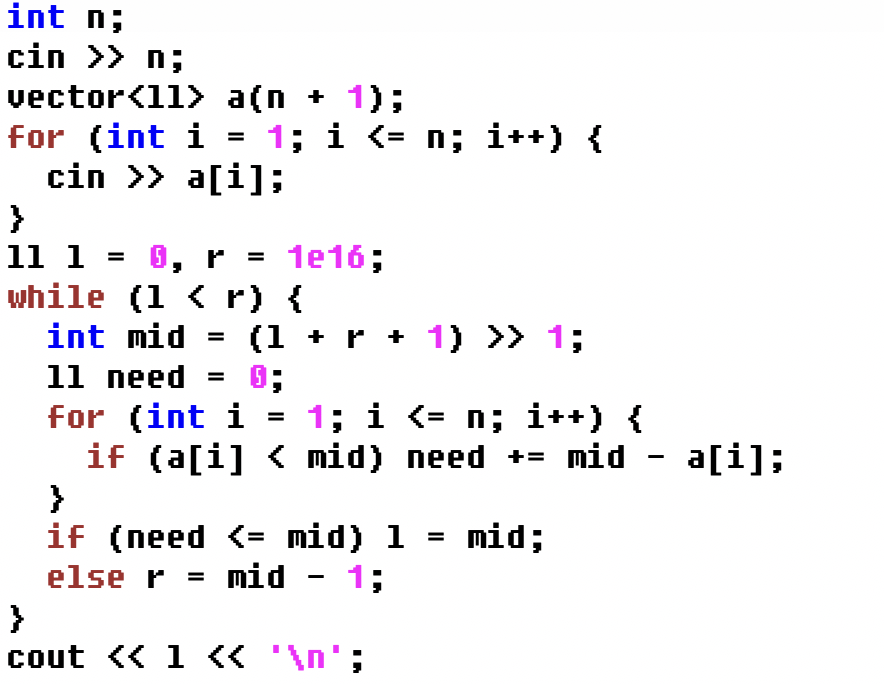 int n;
cin >> n;
vector<ll> a(n + 1);
for (int i = 1; i <= n; i++) {
  cin >> a[i];
}
ll l = 0, r = 1e16;
while (l < r) {
  int mid = (l + r + 1) >> 1;
  ll need = 0;
  for (int i = 1; i <= n; i++) {
    if (a[i] < mid) need += mid - a[i];
  }
  if (need <= mid) l = mid;
  else r = mid - 1;
}
cout << l << '\n';